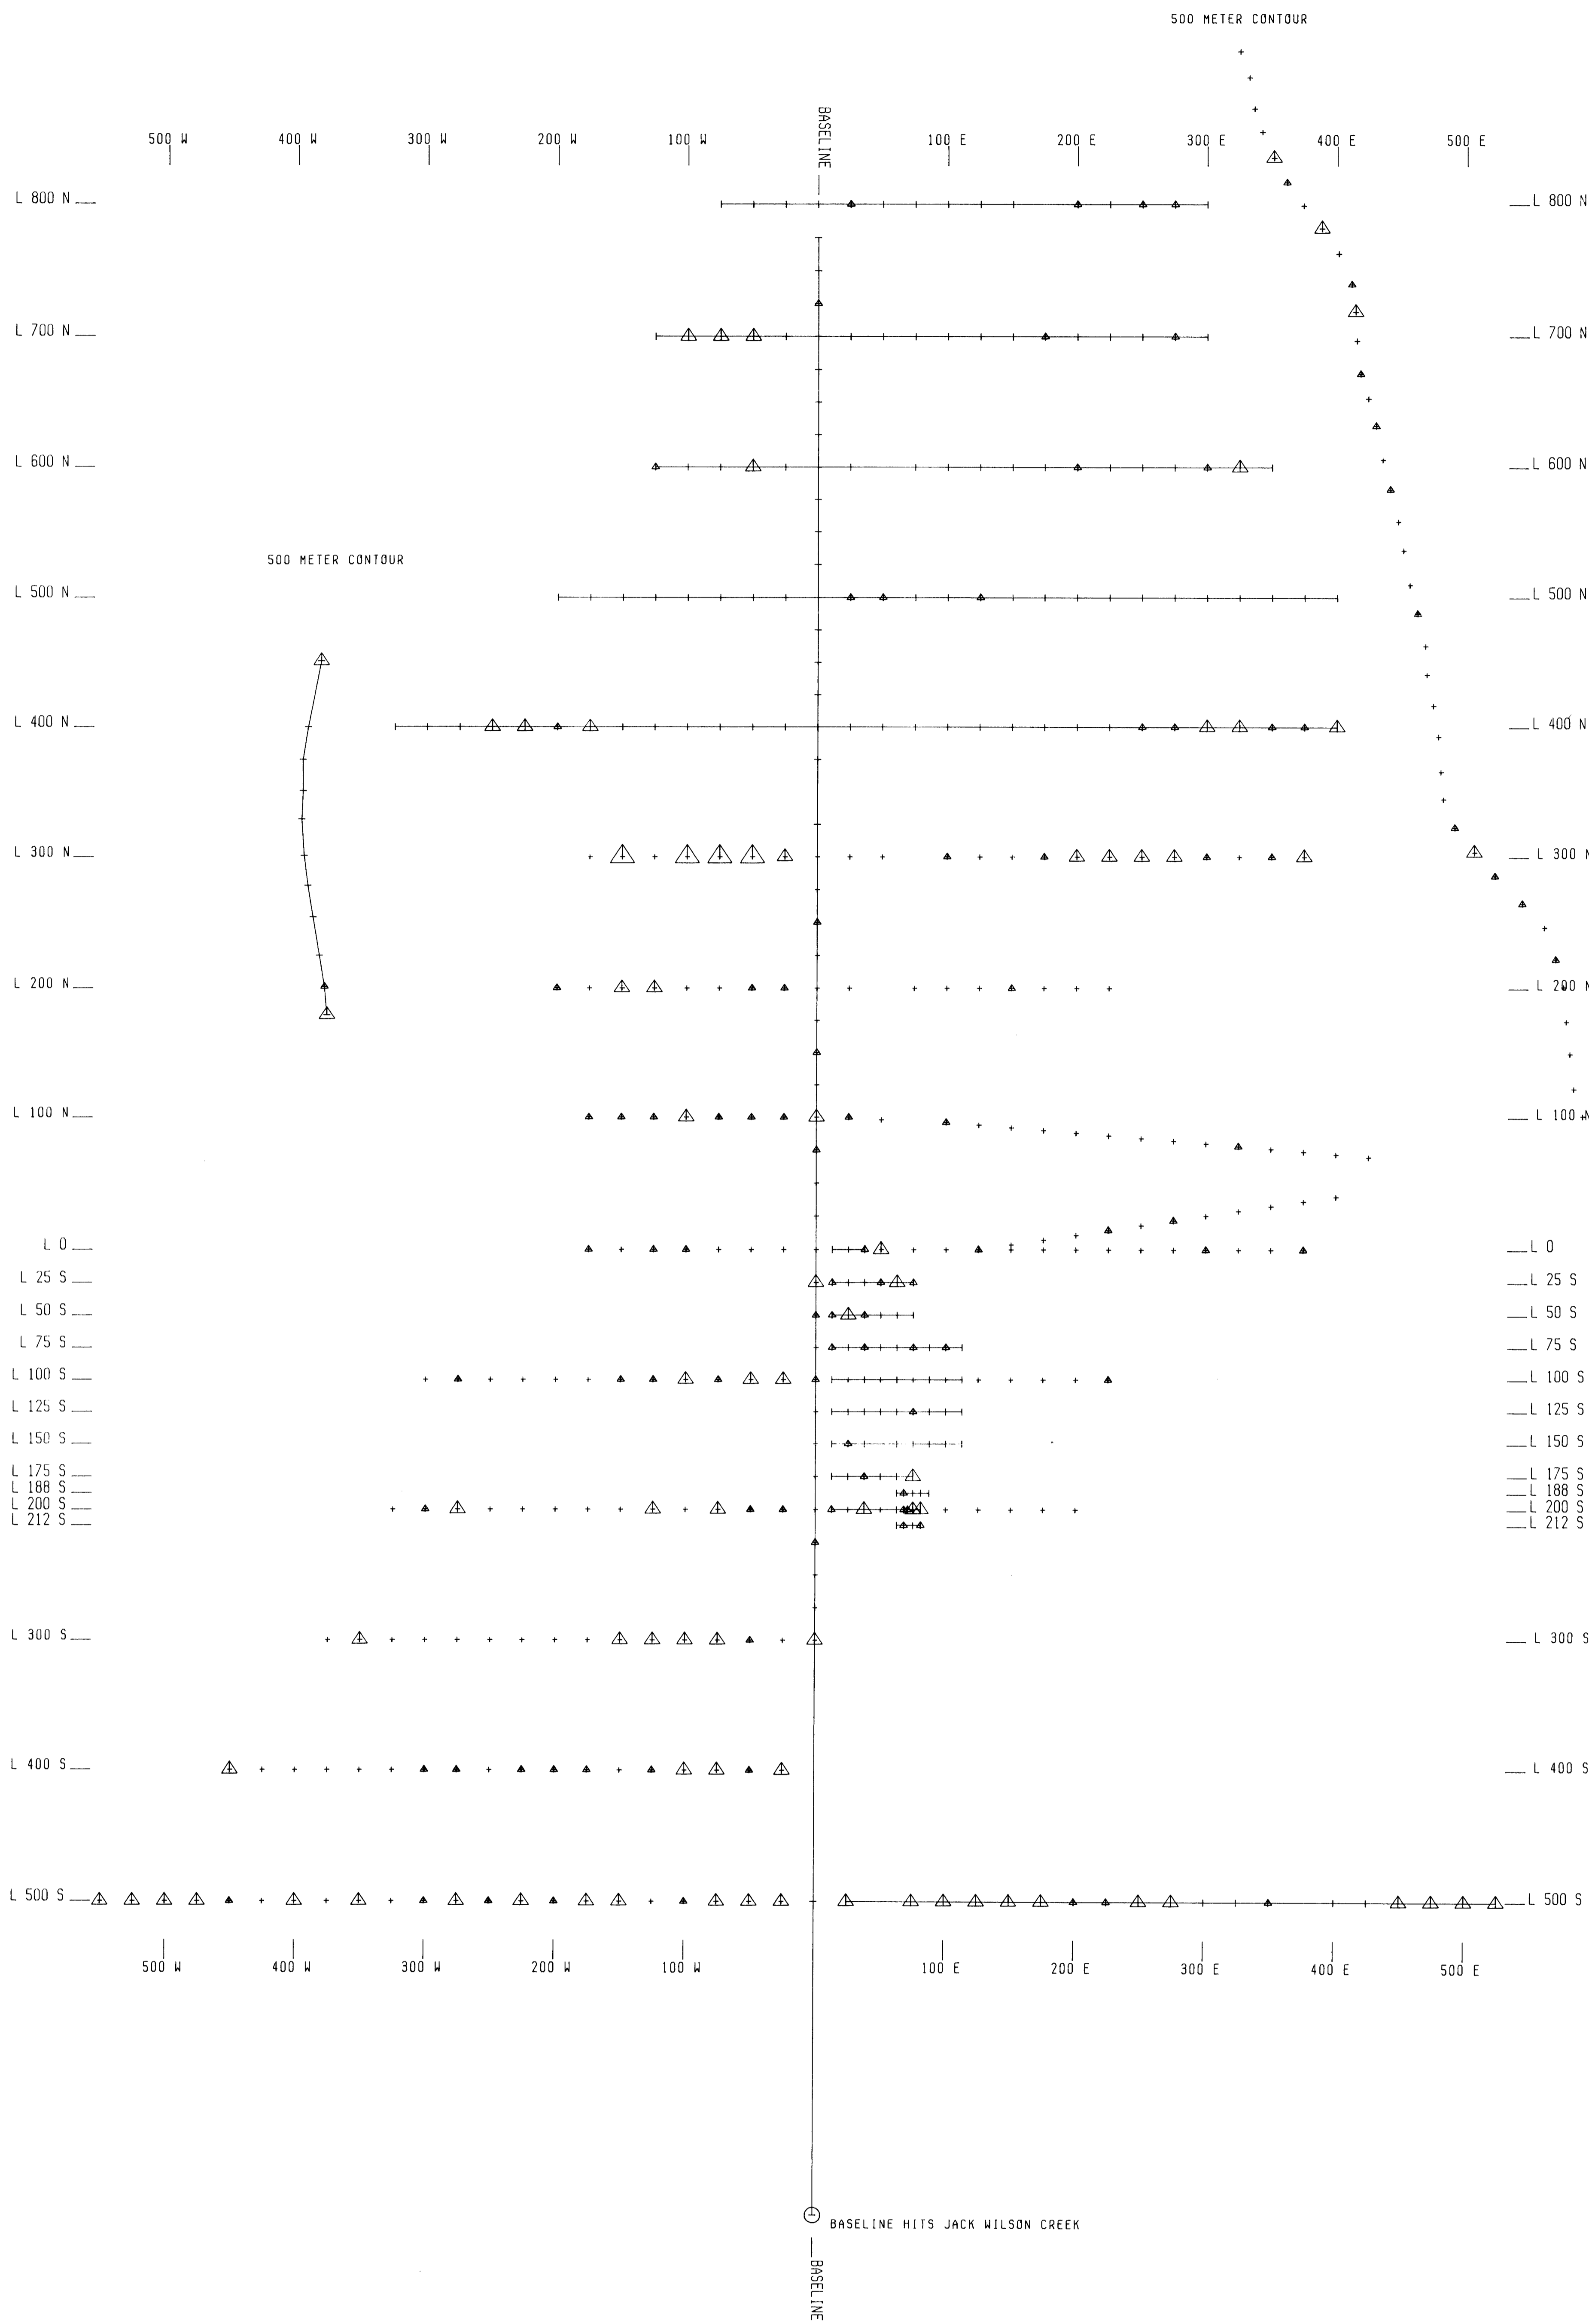 500 METER CONTOUR
BASELINE
500 W 400 W 300 W 200 W 100 W 100 E 200 E 300 E 400 E 500 E
L 800 N L 800 N
L 700 N L 700 N
L 600 N L 600 N
500 METER CONTOUR
L 500 N L 500 N
L 400 N L 400 N
L 300 N L 300 N
L 200 N L 200 N
L 100 N L 100 N
L 0 L 0
L 25 S L 25 S
L 50 S L 50 S
L 75 S L 75 S
L 100 S L 100 S
L 125 S L 125 S
L 150 S L 150 S
L 175 S L 175 S
L 188 S L 188 S
L 200 S L 200 S
L 212 S L 212 S
L 300 S L 300 S
L 400 S L 400 S
L 500 S L 500 S
500 W 400 W 300 W 200 W 100 W 100 E 200 E 300 E 400 E 500 E
BASELINE HITS JACK WILSON CREEK
BASELINE